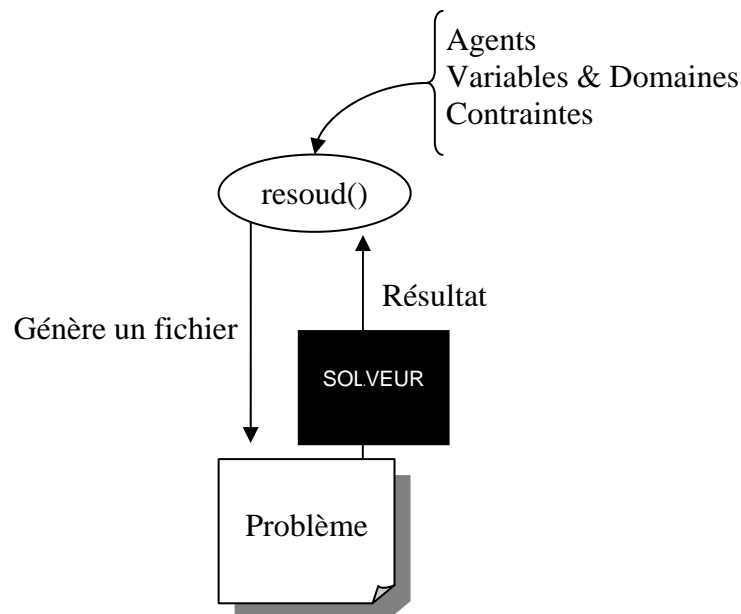 Agents
Variables & Domaines
Contraintes
resoud()
Résultat
Génère un fichier
SOLVEUR
Problème